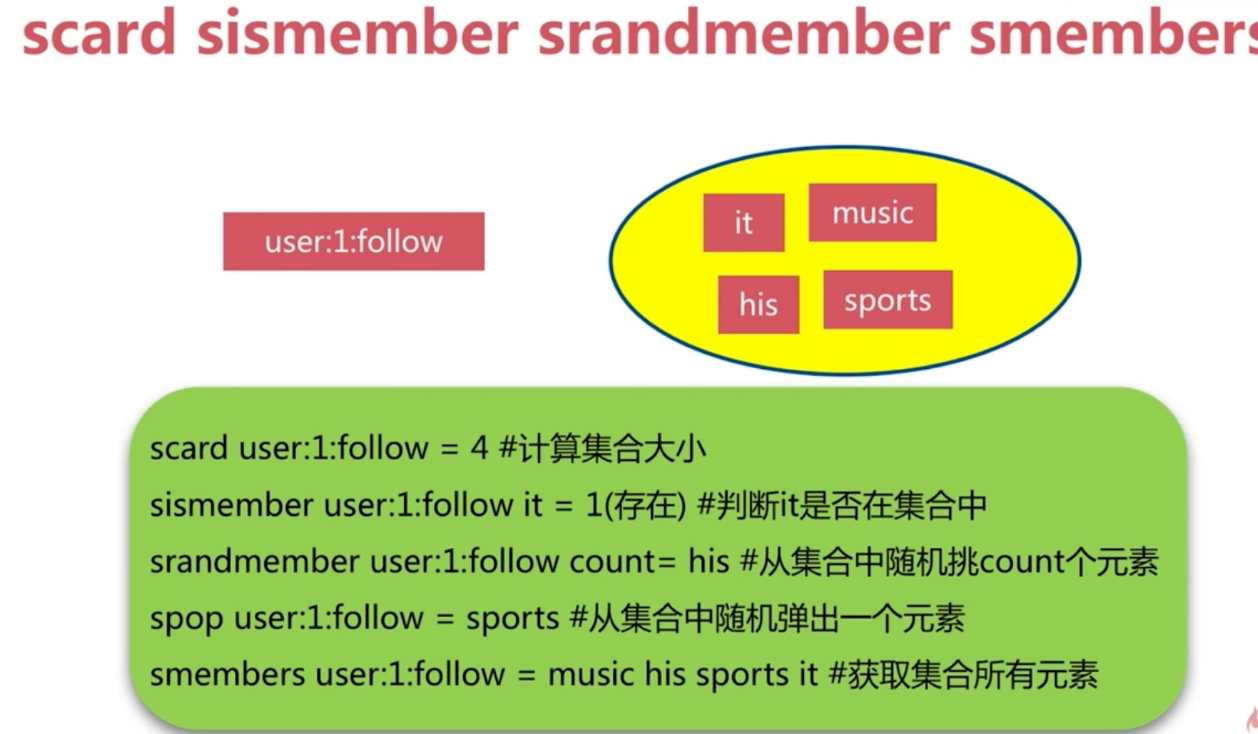 scard sismember srandmember smembers
user:1:follow
it music
his sports
scard user:1:follow = 4 #计算集合大小
sismember user:1:follow it = 1(存在) #判断it是否在集合中
srandmember user:1:follow count= his #从集合中随机挑count个元素
spop user:1:follow = sports #从集合中随机弹出一个元素
smembers user:1:follow = music his sports it #获取集合所有元素